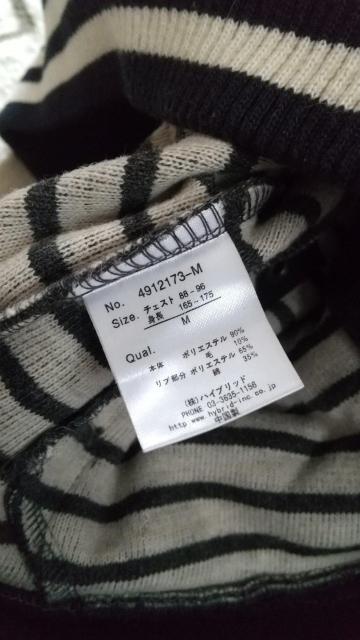 No. 4912173-M
Size. チェスト 88-96
身長 165-175
M
Qual.
本体 ポリエステル 90%
毛 10%
リブ部分 ポリエステル 65%
綿 35%
(株)ハイブリッド
PHONE 03-3635-1158
http://www.hybrid-inc.co.jp
中国製